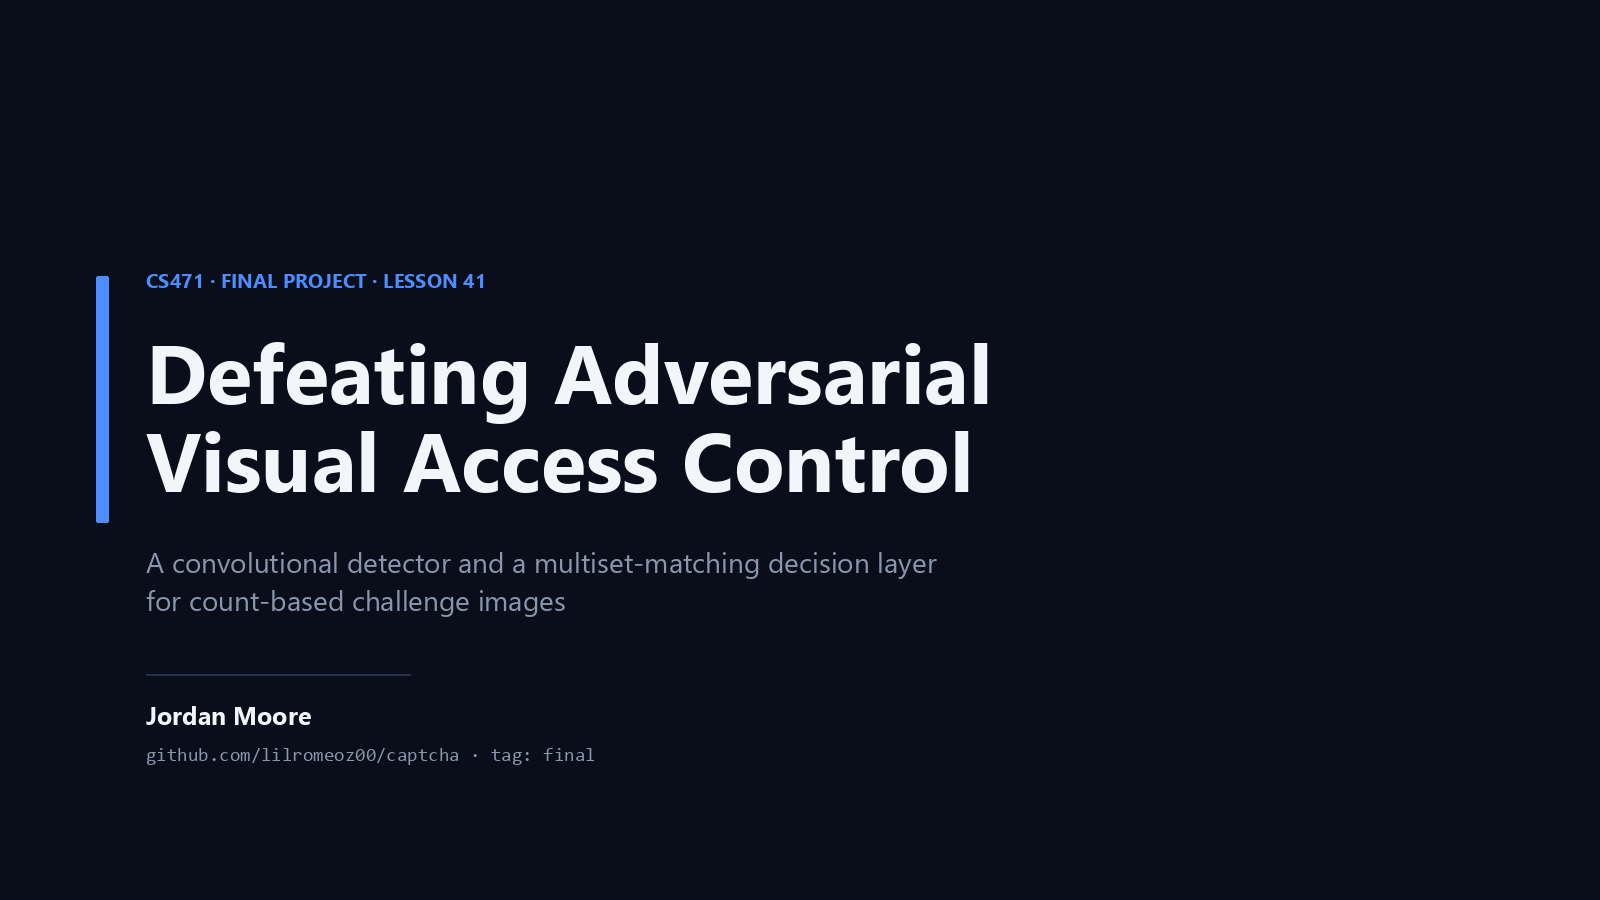 CS471 · FINAL PROJECT · LESSON 41
Defeating Adversarial
Visual Access Control
A convolutional detector and a multiset-matching decision layer
for count-based challenge images
Jordan Moore
github.com/lilromeoz00/captcha · tag: final